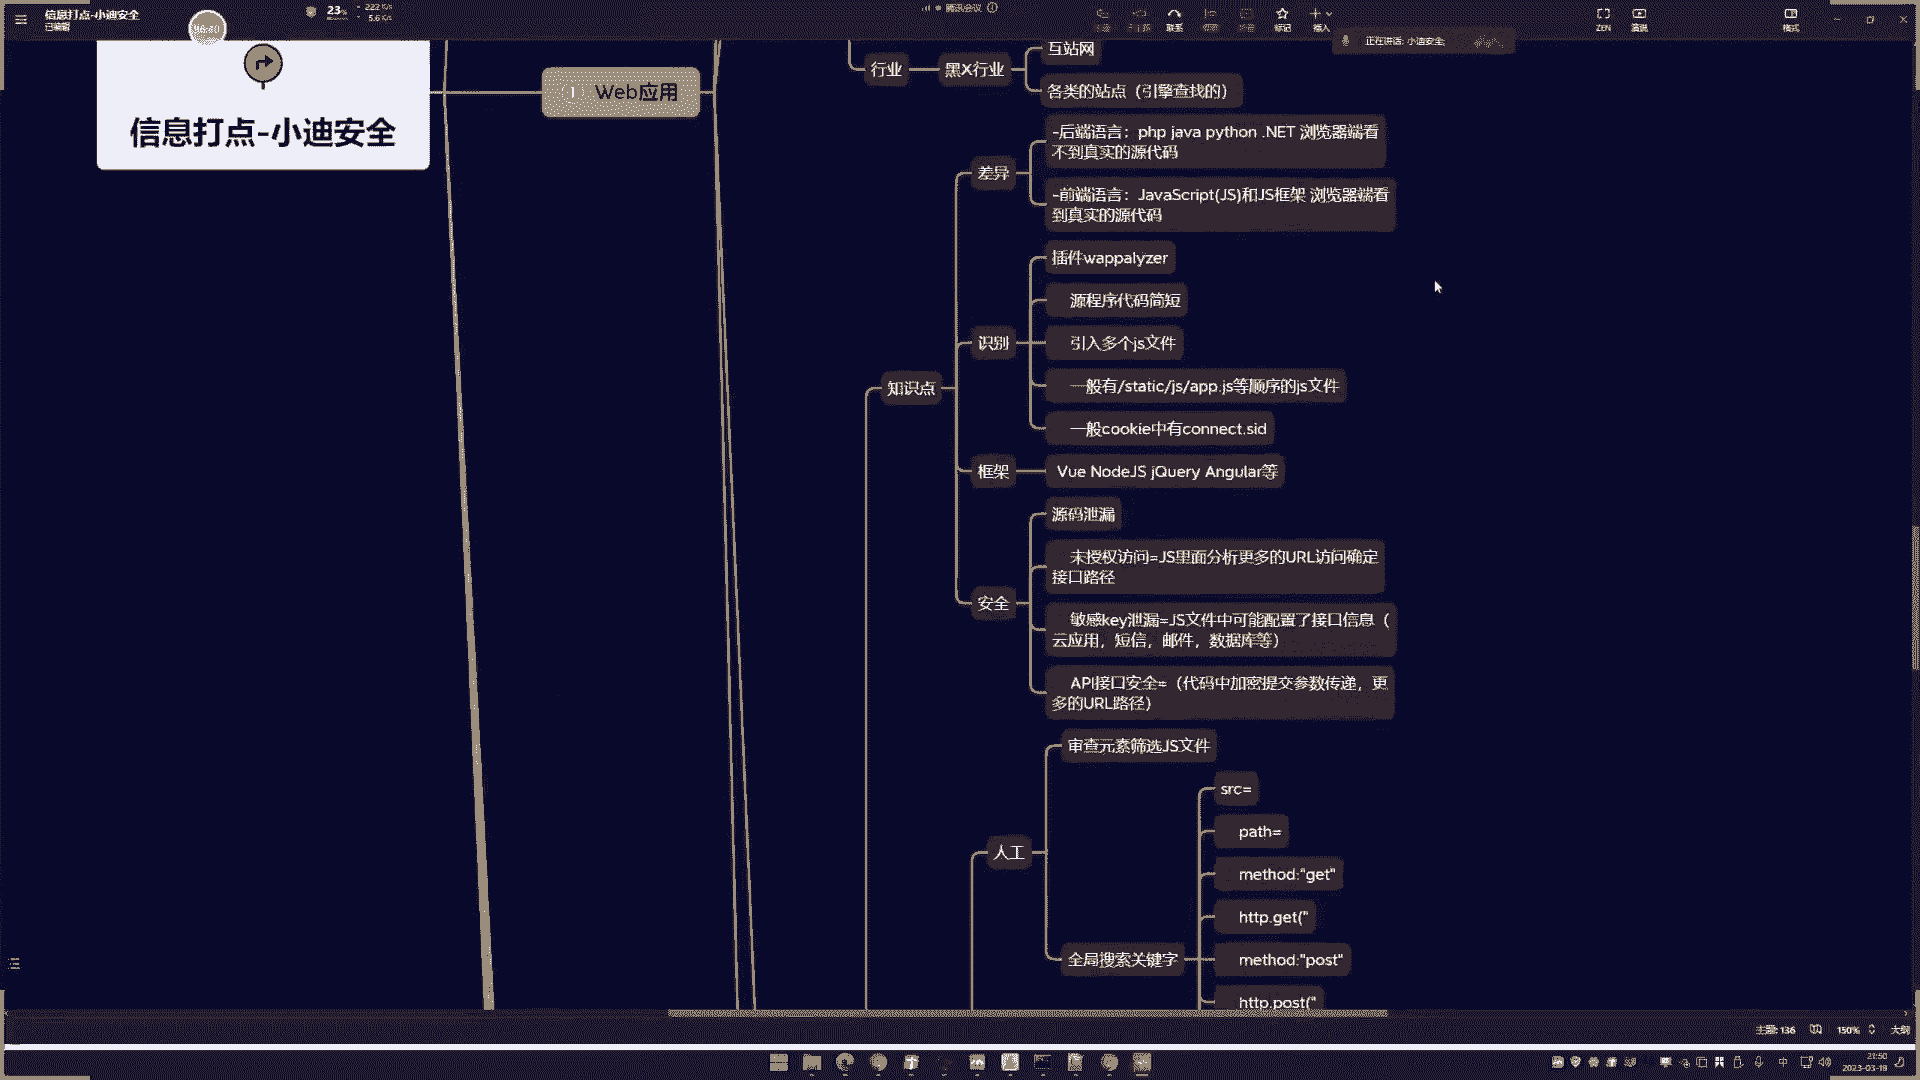 信息打点-小迪安全
已编辑
96:40
23%
222 K/s
5.6 K/s
腾讯会议
联系
标记
插入
正在讲话: 小迪安全;
ZEN
演说
格式
信息打点-小迪安全
1 Web应用
行业
黑X行业
互站网
各类的站点（引擎查找的）
知识点
差异
-后端语言：php java python .NET 浏览器端看
不到真实的源代码
-前端语言：JavaScript(JS)和JS框架 浏览器端看
到真实的源代码
识别
插件wappalyzer
源程序代码简短
引入多个js文件
一般有/static/js/app.js等顺序的js文件
一般cookie中有connect.sid
框架
Vue NodeJS jQuery Angular等
安全
源码泄漏
未授权访问=JS里面分析更多的URL访问确定
接口路径
敏感key泄漏=JS文件中可能配置了接口信息（
云应用，短信，邮件，数据库等）
API接口安全=（代码中加密提交参数传递，更
多的URL路径）
人工
审查元素筛选JS文件
全局搜索关键字
src=
path=
method:"get"
http.get("
method:"post"
http.post("
主题: 136
150%
大纲
中
21:50
2023-03-19